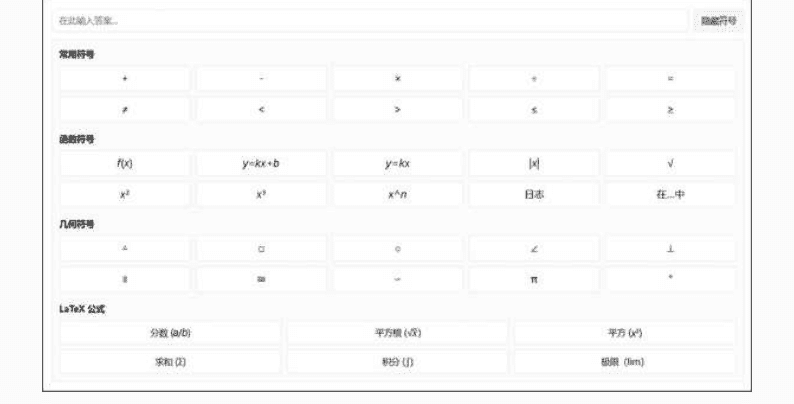 在此输入答案... 隐藏符号
常用符号
+ - × ÷ =
≠ < > ≤ ≥
函数符号
f(x) y=kx+b y=kx |x| √
x² x³ x^n 日志 在...中
几何符号
△ □ ○ ∠ ⊥
∥ ≅ ∽ π °
LaTeX 公式
分数 (a/b) 平方根 (√x) 平方 (x²)
求和 (Σ) 积分 (∫) 极限 (lim)